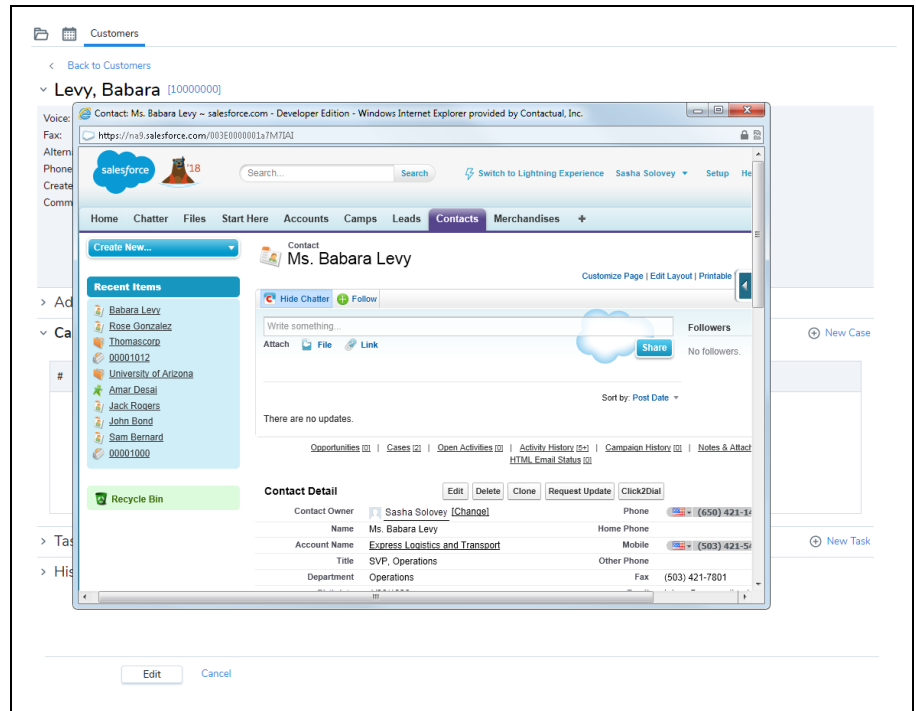 Customers
< Back to Customers
Levy, Babara [10000000]
Voice:
Fax:
Altern
Phone
Create
Comm
Contact: Ms. Babara Levy ~ salesforce.com - Developer Edition - Windows Internet Explorer provided by Contactual, Inc.
https://na9.salesforce.com/003E0000001a7M7IAI
salesforce '18 Search... Search Switch to Lightning Experience Sasha Solovey Setup He
Home Chatter Files Start Here Accounts Camps Leads Contacts Merchandises +
Create New...
Contact
Ms. Babara Levy
Customize Page | Edit Layout | Printable
Recent Items
Babara Levy
Rose Gonzalez
Thomascorp
00001012
University of Arizona
Amar Desai
Jack Rogers
John Bond
Sam Bernard
00001000
Recycle Bin
Hide Chatter Follow
Write something...
Attach File Link
Share
Followers
No followers.
Sort by: Post Date
There are no updates.
Opportunities [0] | Cases [2] | Open Activities [0] | Activity History [5+] | Campaign History [0] | Notes & Attach
HTML Email Status [0]
Contact Detail Edit Delete Clone Request Update Click2Dial
Contact Owner Sasha Solovey [Change] Phone (650) 421-14
Name Ms. Babara Levy Home Phone
Account Name Express Logistics and Transport Mobile (503) 421-54
Title SVP, Operations Other Phone
Department Operations Fax (503) 421-7801
Ad
Ca
New Case
#
Tas
New Task
His
Edit Cancel